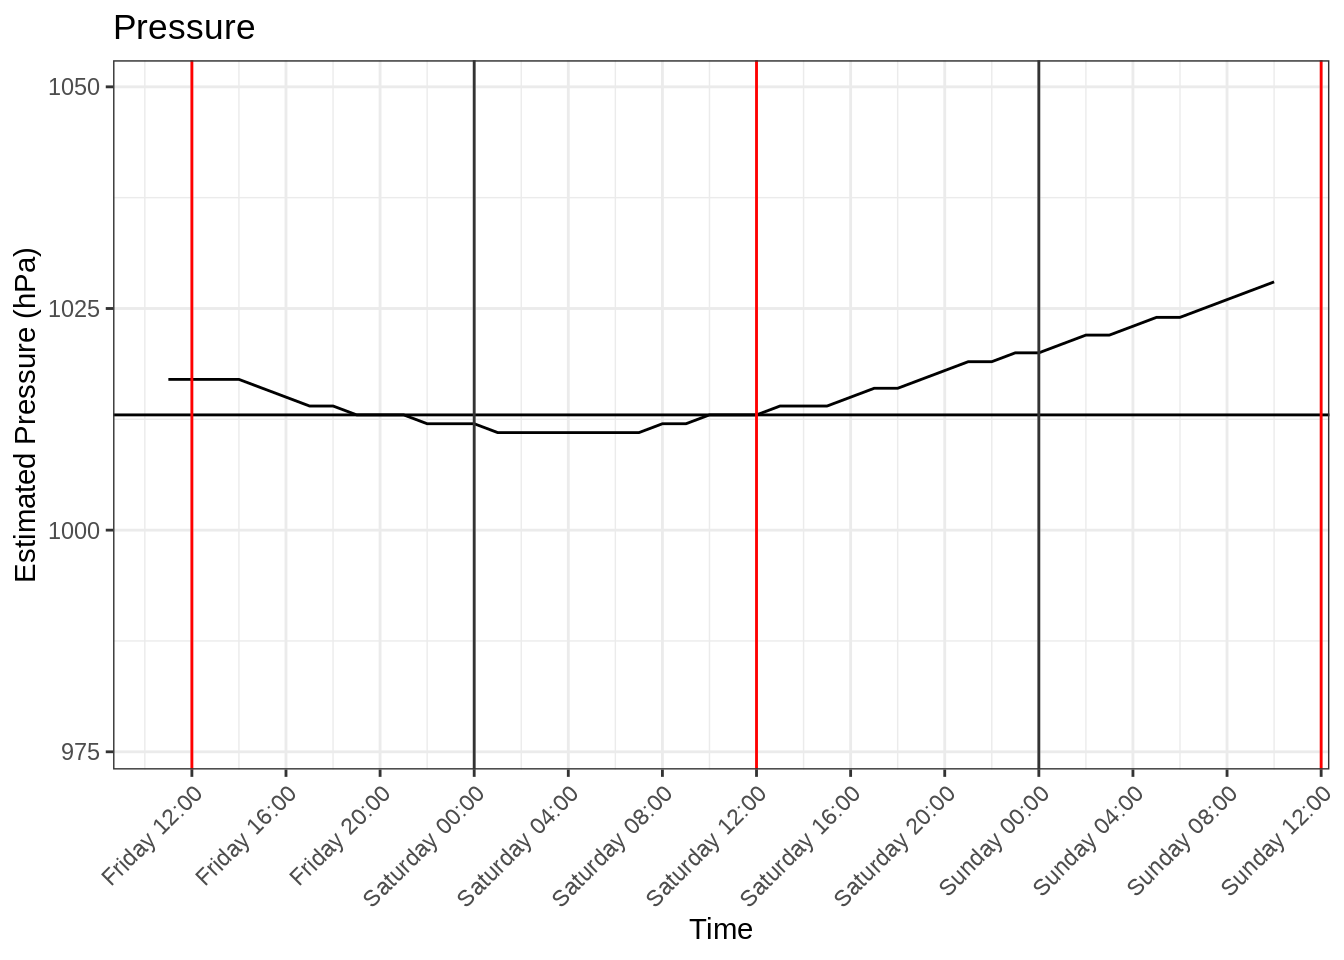 Pressure
Estimated Pressure (hPa)
1050
1025
1000
975
Friday 12:00
Friday 16:00
Friday 20:00
Saturday 00:00
Saturday 04:00
Saturday 08:00
Saturday 12:00
Saturday 16:00
Saturday 20:00
Sunday 00:00
Sunday 04:00
Sunday 08:00
Sunday 12:00
Time